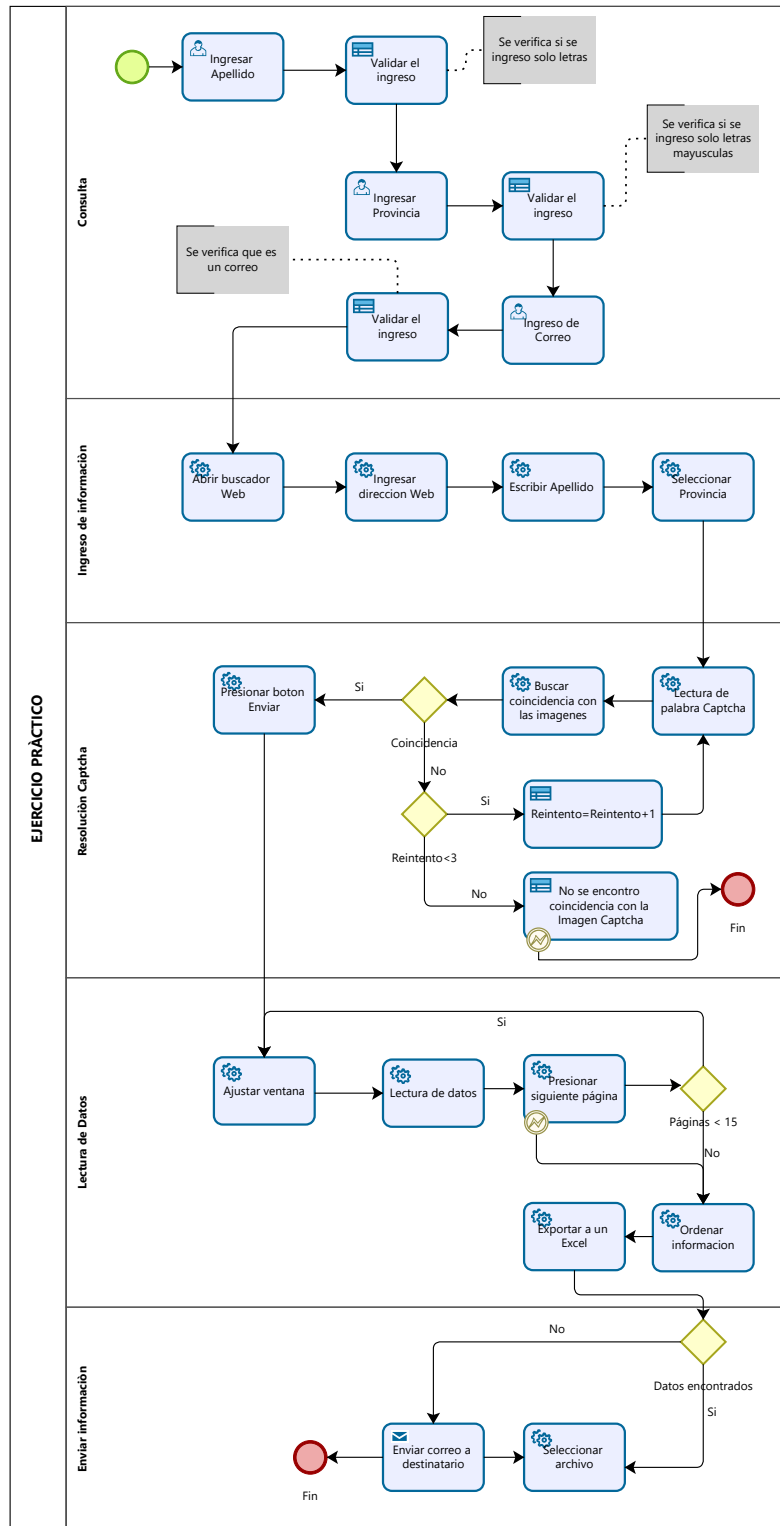 EJERCICIO PRÀCTICO
Consulta
Ingresar
Apellido
Validar el
ingreso
Se verifica si se
ingreso solo letras
Se verifica si se
ingreso solo letras
mayusculas
Ingresar
Provincia
Validar el
ingreso
Se verifica que es
un correo
Validar el
ingreso
Ingreso de
Correo
Ingreso de informaciòn
Abrir buscador
Web
Ingresar
direccion Web
Escribir Apellido
Seleccionar
Provincia
Resoluciòn Captcha
Presionar boton
Enviar
Si
Coincidencia
Buscar
coincidencia con
las imagenes
Lectura de
palabra Captcha
No
Si
Reintento=Reintento+1
Reintento<3
No
No se encontro
coincidencia con la
Imagen Captcha
Fin
Lectura de Datos
Si
Ajustar ventana
Lectura de datos
Presionar
siguiente página
Páginas < 15
No
Exportar a un
Excel
Ordenar
informacion
Enviar informaciòn
No
Datos encontrados
Si
Enviar correo a
destinatario
Seleccionar
archivo
Fin